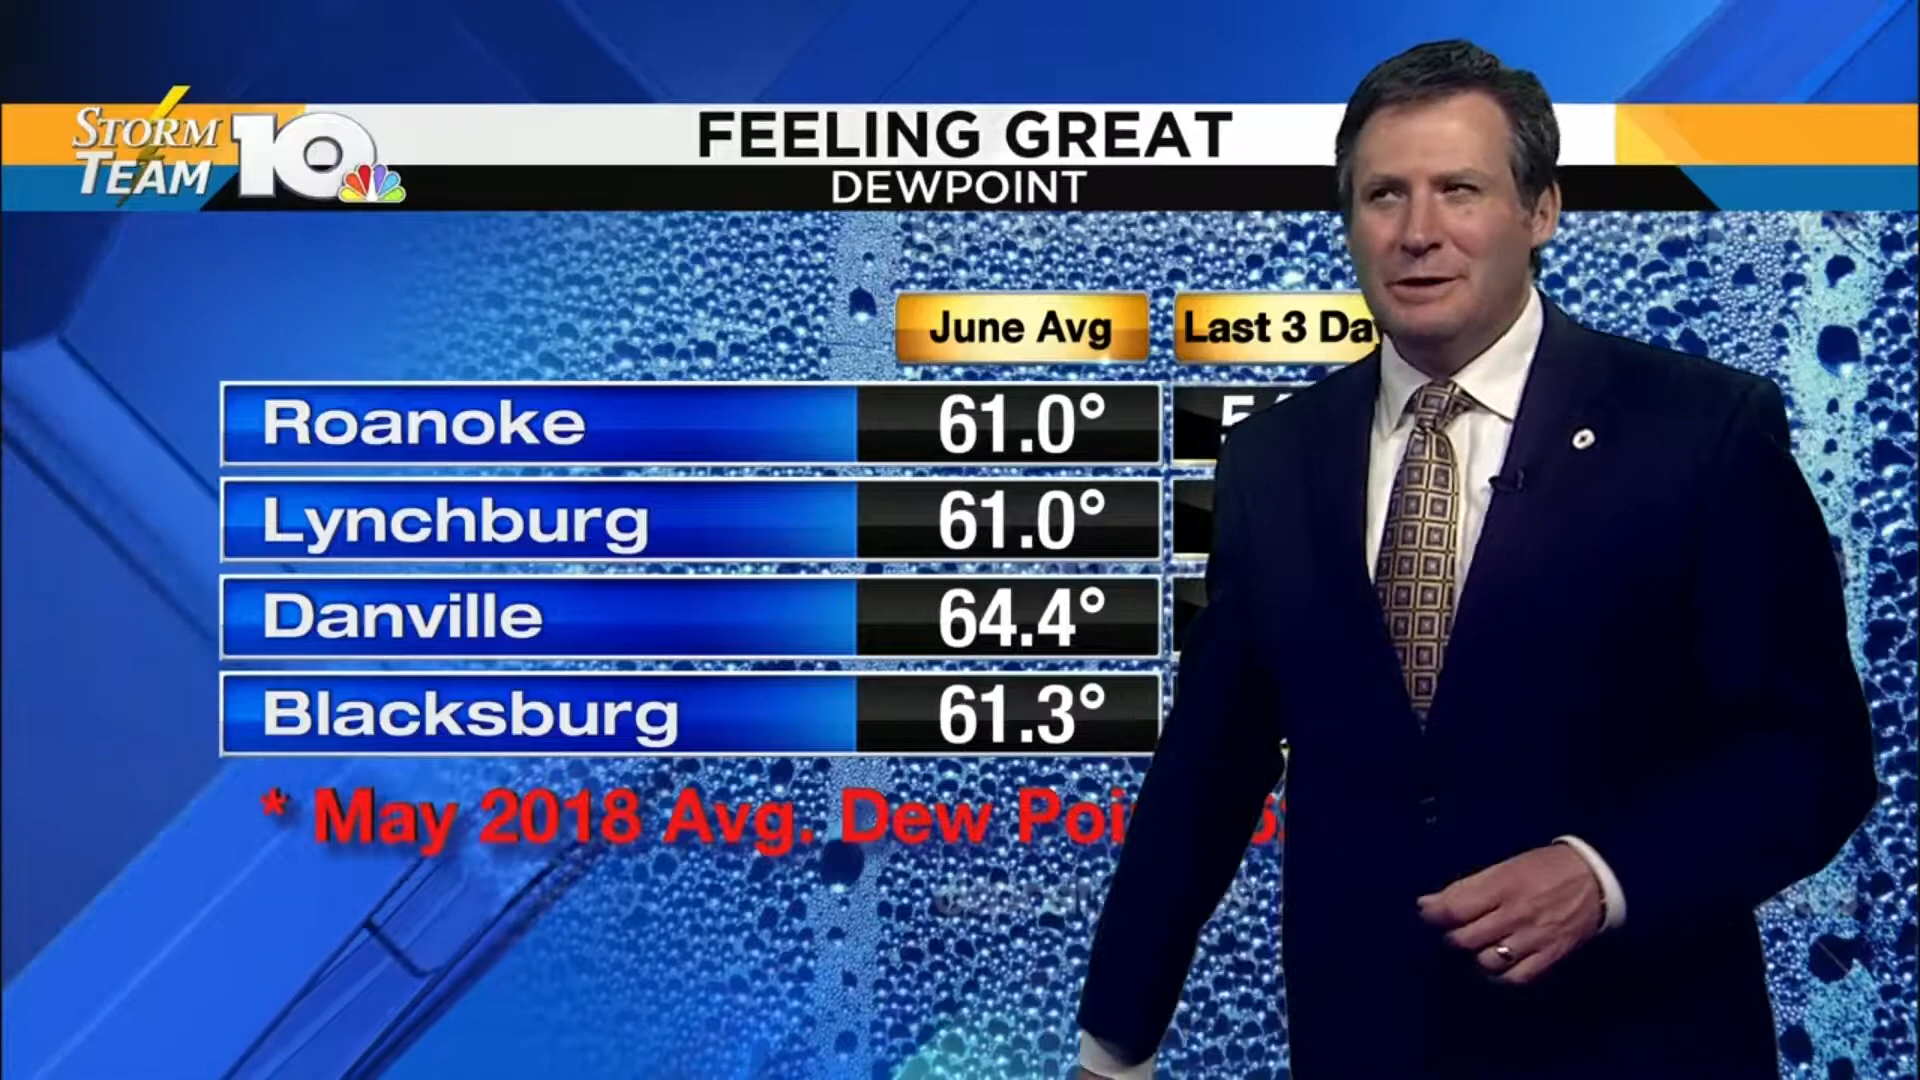 STORM
TEAM
10
FEELING GREAT
DEWPOINT
June Avg
Last 3 Da
Roanoke 61.0° 5
Lynchburg 61.0°
Danville 64.4°
Blacksburg 61.3°
* May 2018 Avg. Dew Poi